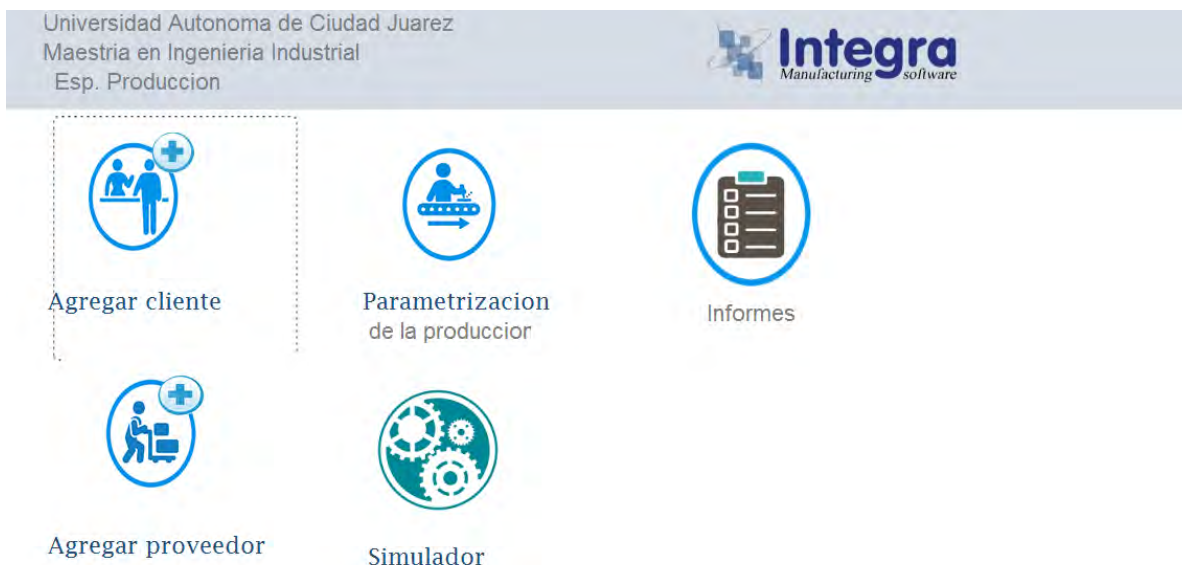 Universidad Autonoma de Ciudad Juarez
Maestria en Ingenieria Industrial
Esp. Produccion
Integra
Manufacturing software
Agregar cliente
Parametrizacion
de la produccion
Informes
Agregar proveedor
Simulador